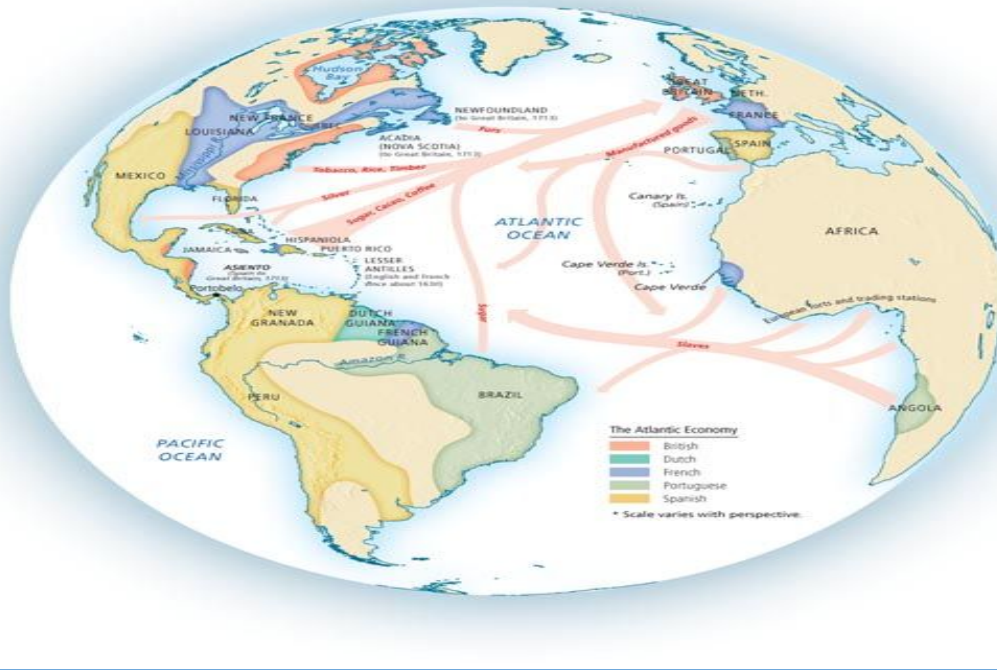 Hudson
Bay
GREAT
BRITAIN
NETH.
NEW FRANCE
QUEBEC
LOUISIANA
Mississippi R.
NEWFOUNDLAND
(to Great Britain, 1713)
Furs
FRANCE
ACADIA
(NOVA SCOTIA)
(to Great Britain, 1713)
Manufactured goods
PORTUGAL
SPAIN
MEXICO
Tobacco, Rice, Timber
Silver
Sugar, Cacao, Coffee
FLORIDA
Canary Is.
(Spain)
ATLANTIC
OCEAN
AFRICA
CUBA
HISPANIOLA
JAMAICA
PUERTO RICO
LESSER
ANTILLES
(English and French
since about 1630)
ASIENTO
(Spain to
Great Britain, 1713)
Portobelo
Cape Verde Is.
(Port.)
Cape Verde
European forts and trading stations
NEW
GRANADA
DUTCH
GUIANA
FRENCH
GUIANA
Sugar
Slaves
Amazon R.
PERU
BRAZIL
ANGOLA
PACIFIC
OCEAN
The Atlantic Economy
British
Dutch
French
Portuguese
Spanish
* Scale varies with perspective.